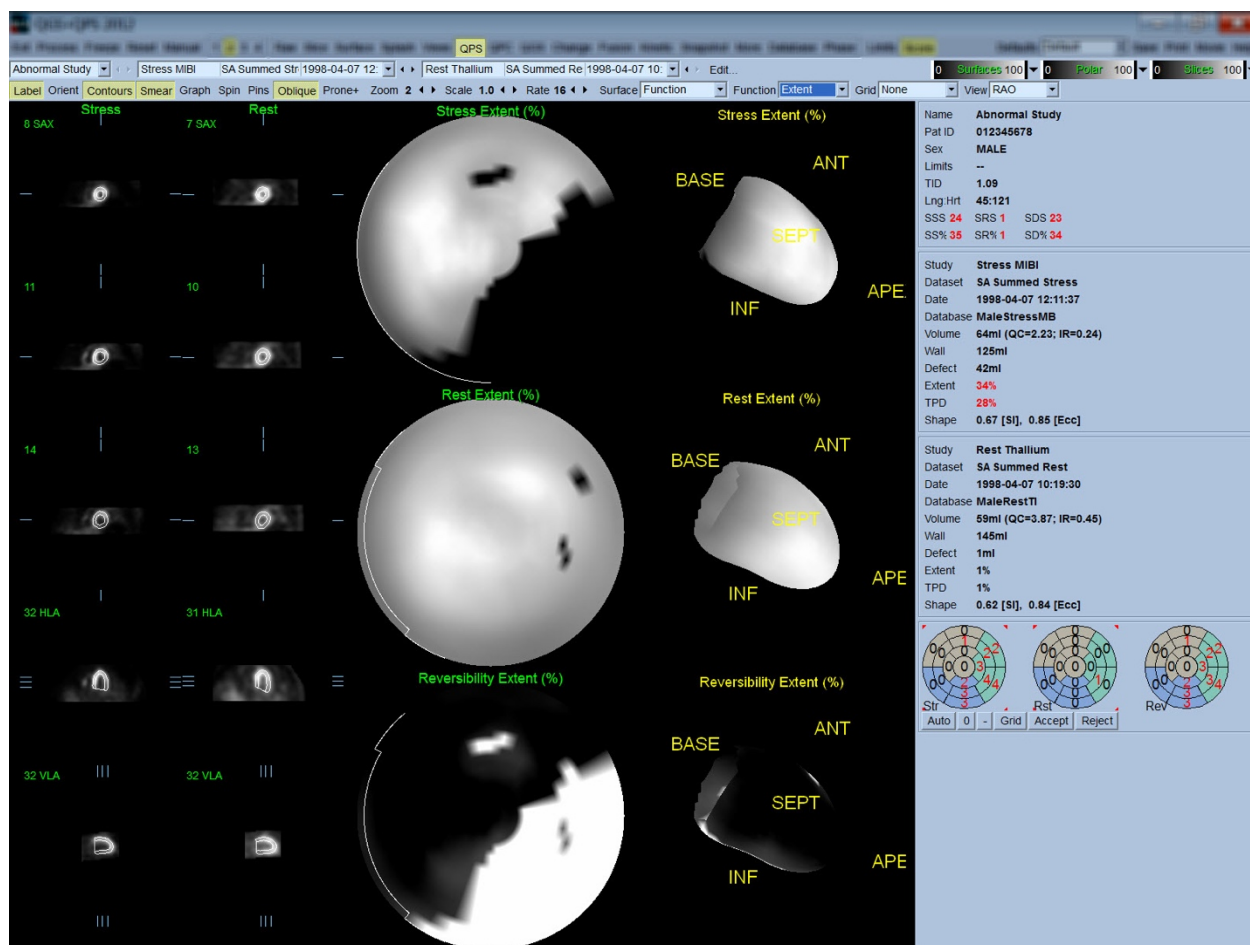 QGS+QPS 2012
QPS
Abnormal Study Stress MIBI SA Summed Str 1998-04-07 12: Rest Thallium SA Summed Re 1998-04-07 10: Edit... 0 Surfaces 100 0 Polar 100 0 Slices 100
Label Orient Contours Smear Graph Spin Pins Oblique Prone+ Zoom 2 Scale 1.0 Rate 16 Surface Function Function Extent Grid None View RAO
Stress Rest Stress Extent (%) Stress Extent (%)
8 SAX 7 SAX
ANT
BASE
SEPT
11 10
INF APE
Rest Extent (%) Rest Extent (%)
14 13
ANT
BASE
SEPT
APE
INF
32 HLA 31 HLA
Reversibility Extent (%) Reversibility Extent (%)
ANT
BASE
32 VLA 32 VLA
SEPT
APE
INF
Name Abnormal Study
Pat ID 012345678
Sex MALE
Limits --
TID 1.09
Lng:Hrt 45:121
SSS 24 SRS 1 SDS 23
SS% 35 SR% 1 SD% 34
Study Stress MIBI
Dataset SA Summed Stress
Date 1998-04-07 12:11:37
Database MaleStressMB
Volume 64ml (QC=2.23; IR=0.24)
Wall 125ml
Defect 42ml
Extent 34%
TPD 28%
Shape 0.67 [SI], 0.85 [Ecc]
Study Rest Thallium
Dataset SA Summed Rest
Date 1998-04-07 10:19:30
Database MaleRestTl
Volume 59ml (QC=3.87; IR=0.45)
Wall 145ml
Defect 1ml
Extent 1%
TPD 1%
Shape 0.62 [SI], 0.84 [Ecc]
Str Rst Rev
Auto 0 - Grid Accept Reject